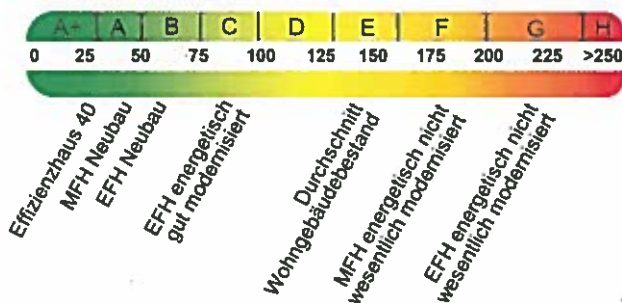 A+ A B C D E F G H
0 25 50 75 100 125 150 175 200 225 >250
Effizienzhaus 40
MFH Neubau
EFH Neubau
EFH energetisch
gut modernisiert
Durchschnitt
Wohngebäudebestand
MFH energetisch nicht
wesentlich modernisiert
EFH energetisch nicht
wesentlich modernisiert